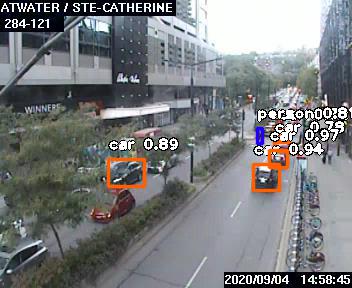 ATWATER / STE-CATHERINE
284-121
WINNERS
person 0.81
car 0.79
car 0.97
car 0.89
car 0.94
2020/09/04 14:58:45